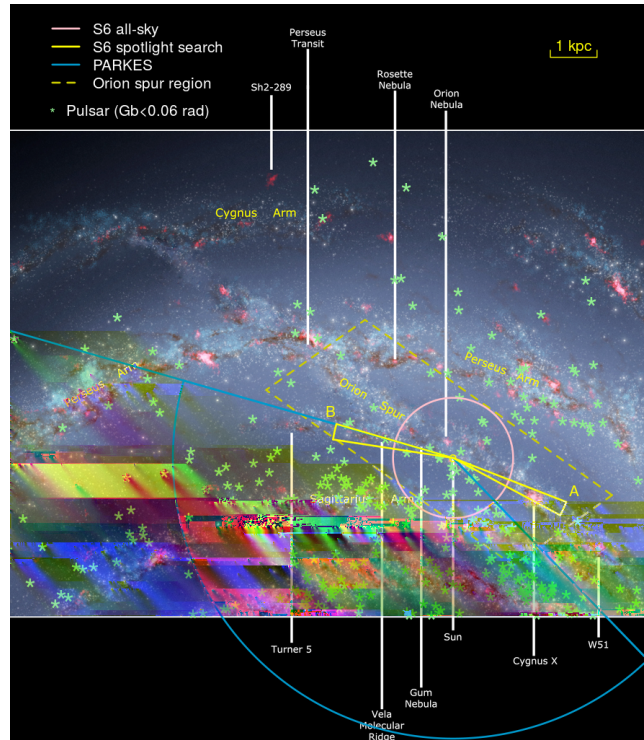 S6 all-sky
S6 spotlight search
PARKES
Orion spur region
* Pulsar (Gb<0.06 rad)
1 kpc
Perseus
Transit
Sh2-289
Rosette
Nebula
Orion
Nebula
Cygnus Arm
Perseus Arm
Perseus Arm
Orion Spur
B
A
Sagittarius Arm
Turner 5
Vela
Molecular
Ridge
Gum
Nebula
Sun
Cygnus X
W51